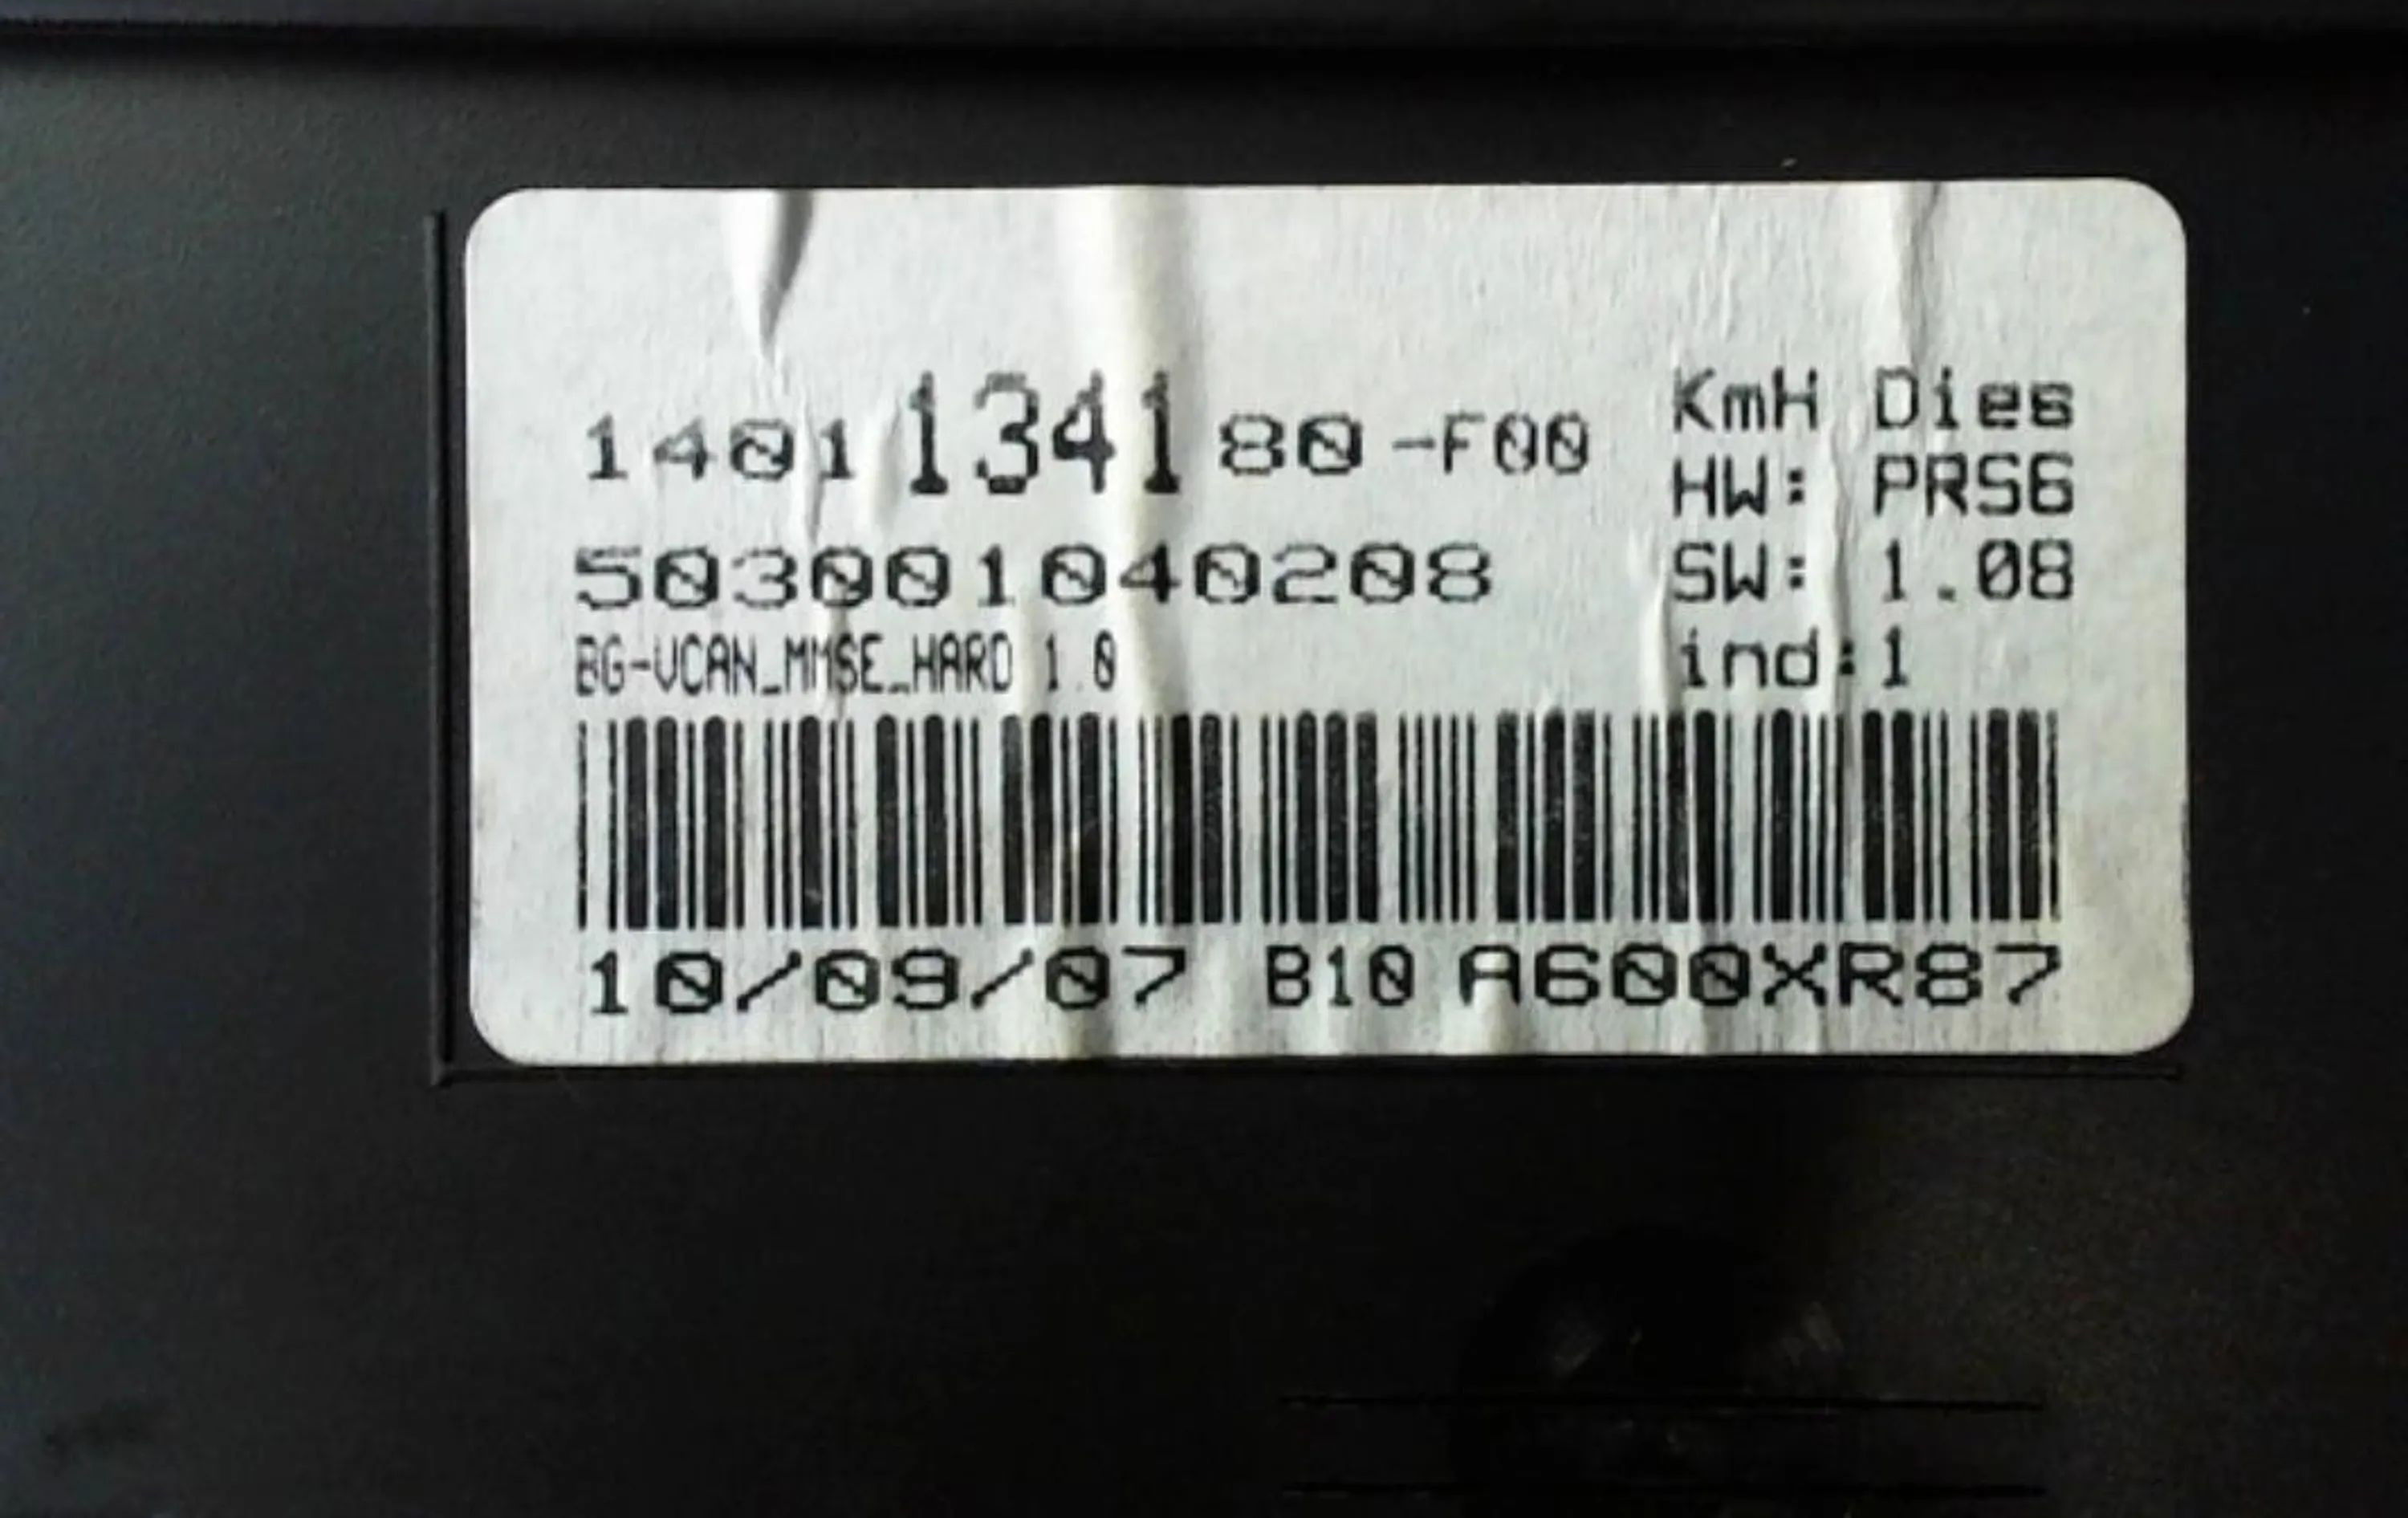 1401134180-F00
503001040208
BG-VCAN_MMSE_HARD 1.0
KmH Dies
HW: PRS6
SW: 1.08
ind:1
10/09/07 B10 A600XR87